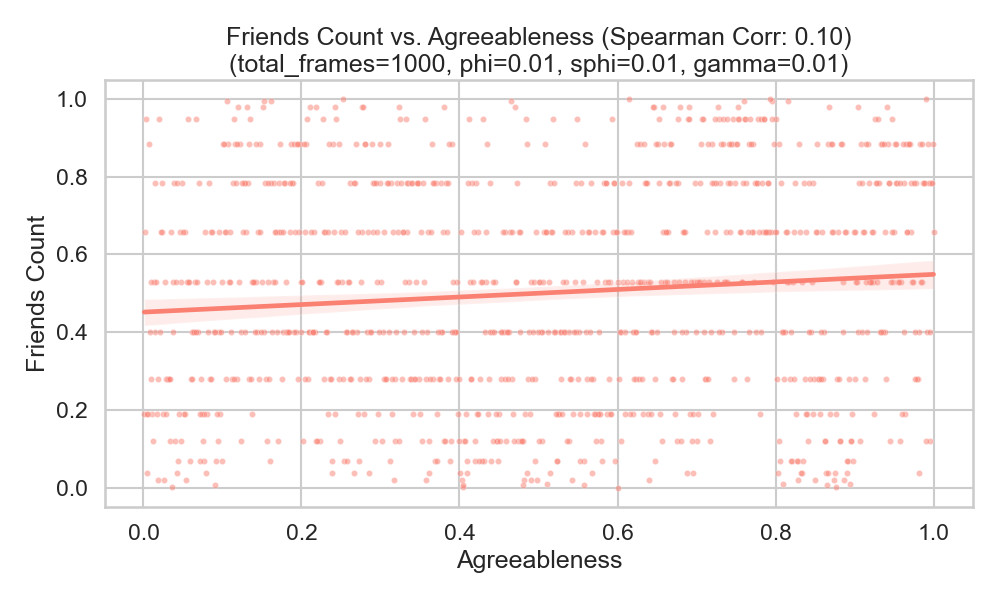 Friends Count vs. Agreeableness (Spearman Corr: 0.10)
(total_frames=1000, phi=0.01, sphi=0.01, gamma=0.01)
Friends Count
1.0
0.8
0.6
0.4
0.2
0.0
0.0 0.2 0.4 0.6 0.8 1.0
Agreeableness